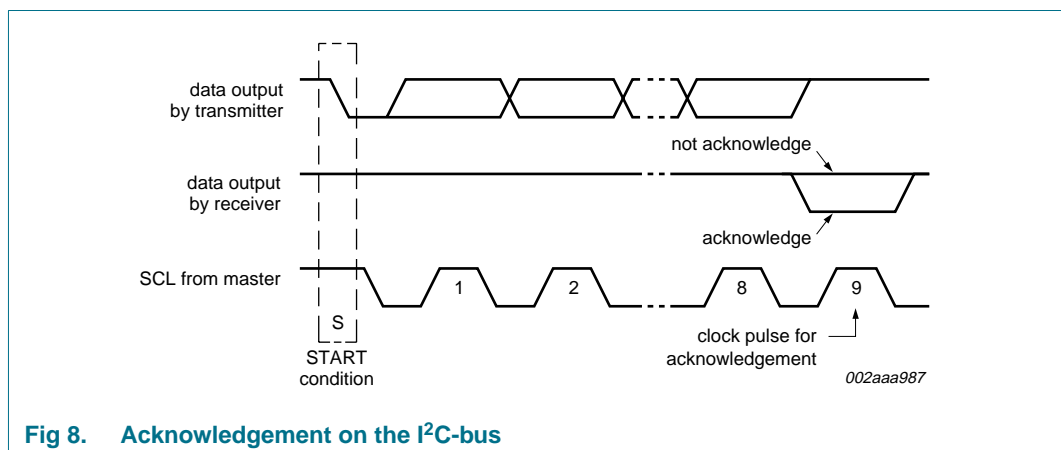 data output
by transmitter
not acknowledge
data output
by receiver
acknowledge
SCL from master
1
2
8
9
S
START
condition
clock pulse for
acknowledgement
002aaa987
Fig 8. Acknowledgement on the I²C-bus